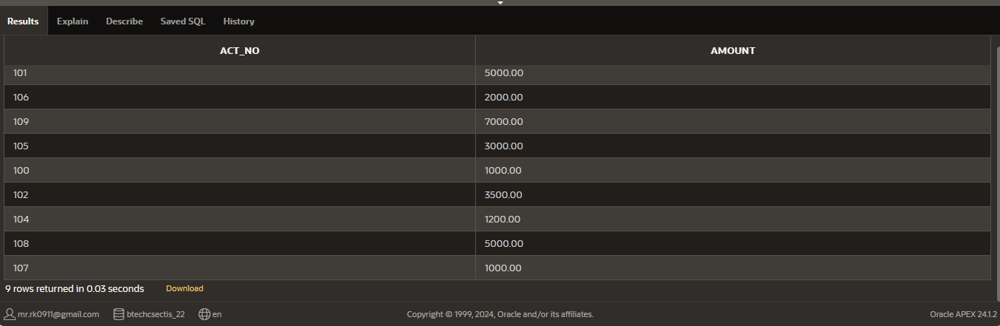 Results Explain Describe Saved SQL History
ACT_NO AMOUNT
101 5000.00
106 2000.00
109 7000.00
105 3000.00
100 1000.00
102 3500.00
104 1200.00
108 5000.00
107 1000.00
9 rows returned in 0.03 seconds Download
mr.rk0911@gmail.com btechcsectis_22 en Copyright © 1999, 2024, Oracle and/or its affiliates. Oracle APEX 24.1.2